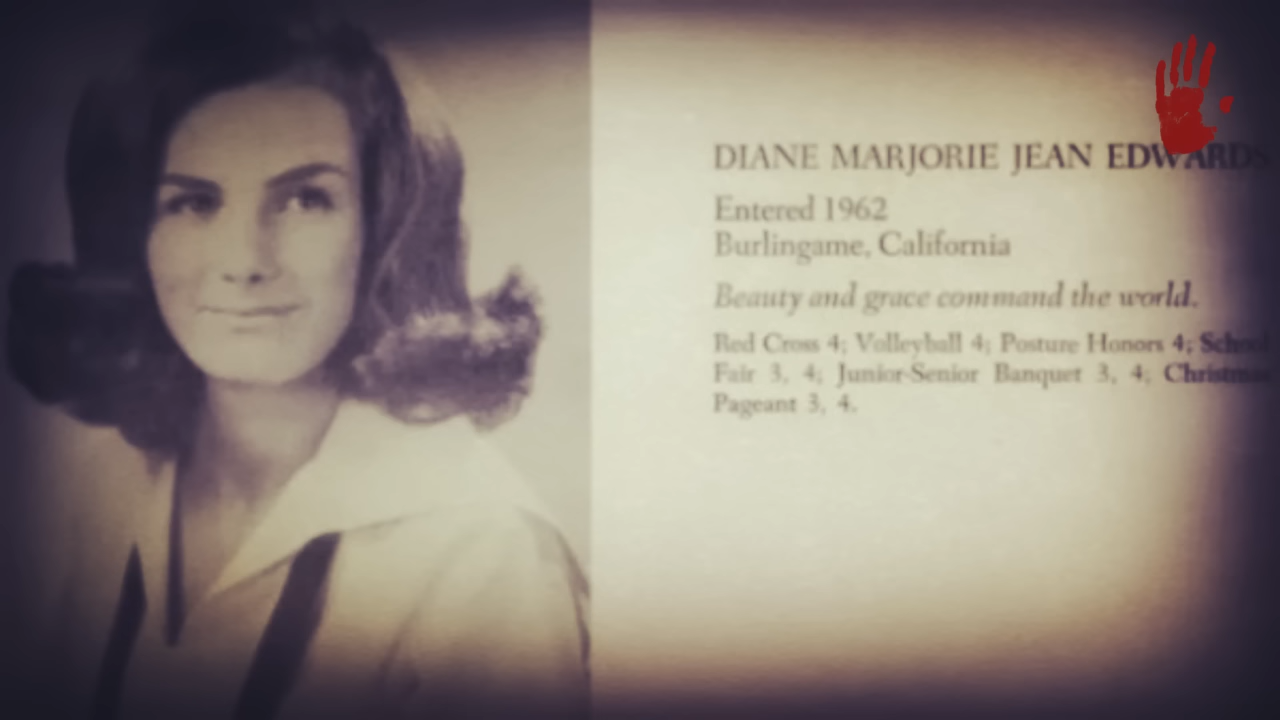 DIANE MARJORIE JEAN EDWARDS
Entered 1962
Burlingame, California
Beauty and grace command the world.
Red Cross 4; Volleyball 4; Posture Honors 4; School
Fair 3, 4; Junior-Senior Banquet 3, 4; Christmas
Pageant 3, 4.